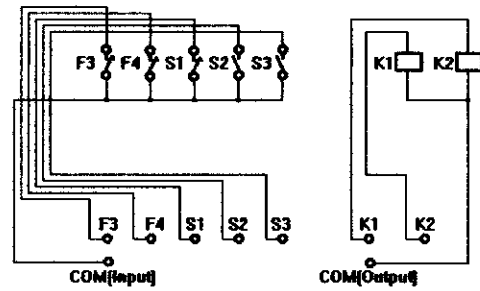 F3 F4 S1 S2 S3 K1 K2
F3 F4 S1 S2 S3 K1 K2
COM[Input] COM[Output]